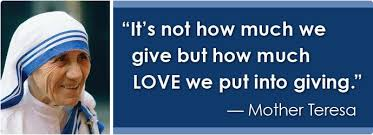 “It’s not how much we
give but how much
LOVE we put into giving.”
— Mother Teresa